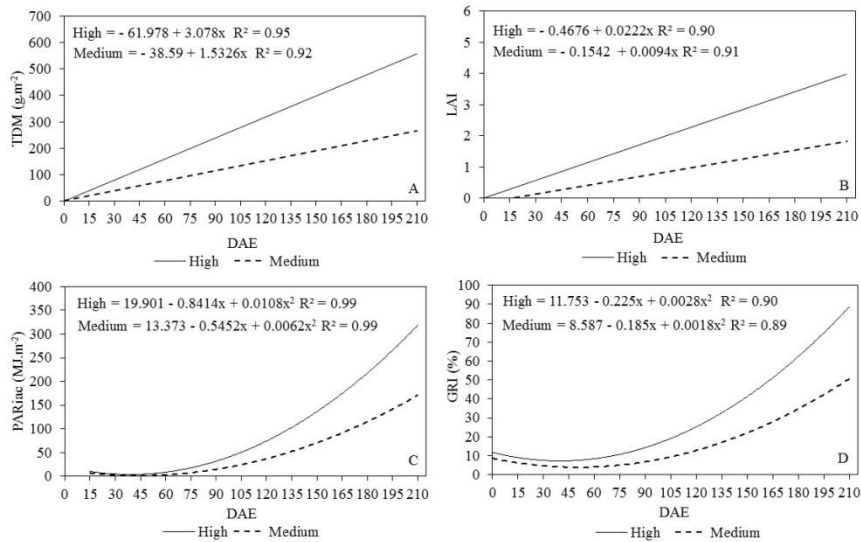 700
600
500
400
300
200
100
0
TDM (g.m-2)
High = - 61.978 + 3.078x R² = 0.95
Medium = - 38.59 + 1.5326x R² = 0.92
A
0 15 30 45 60 75 90 105 120 135 150 165 180 195 210
DAE
High Medium
6
5
4
3
2
1
0
LAI
High = - 0.4676 + 0.0222x R² = 0.90
Medium = - 0.1542 + 0.0094x R² = 0.91
B
0 15 30 45 60 75 90 105 120 135 150 165 180 195 210
DAE
High Medium
400
350
300
250
200
150
100
50
0
PARiac (MJ.m-2)
High = 19.901 - 0.8414x + 0.0108x² R² = 0.99
Medium = 13.373 - 0.5452x + 0.0062x² R² = 0.99
C
0 15 30 45 60 75 90 105 120 135 150 165 180 195 210
DAE
High Medium
100
90
80
70
60
50
40
30
20
10
0
GRI (%)
High = 11.753 - 0.225x + 0.0028x² R² = 0.90
Medium = 8.587 - 0.185x + 0.0018x² R² = 0.89
D
0 15 30 45 60 75 90 105 120 135 150 165 180 195 210
DAE
High Medium